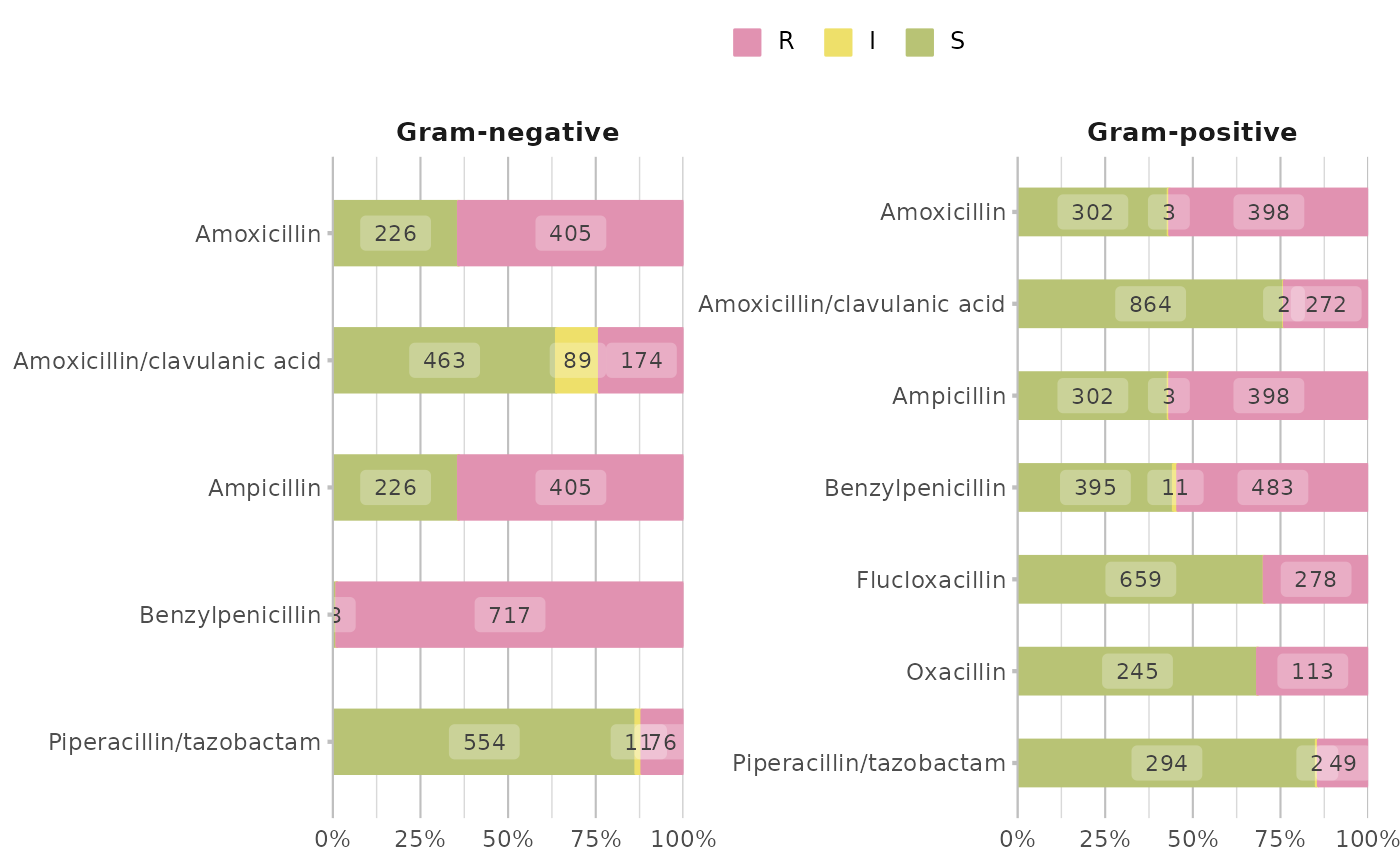 R I S
Gram-negative
Amoxicillin 226 405
Amoxicillin/clavulanic acid 463 89 174
Ampicillin 226 405
Benzylpenicillin 3 717
Piperacillin/tazobactam 554 11 76
0% 25% 50% 75% 100%
Gram-positive
Amoxicillin 302 3 398
Amoxicillin/clavulanic acid 864 2 272
Ampicillin 302 3 398
Benzylpenicillin 395 11 483
Flucloxacillin 659 278
Oxacillin 245 113
Piperacillin/tazobactam 294 2 49
0% 25% 50% 75% 100%